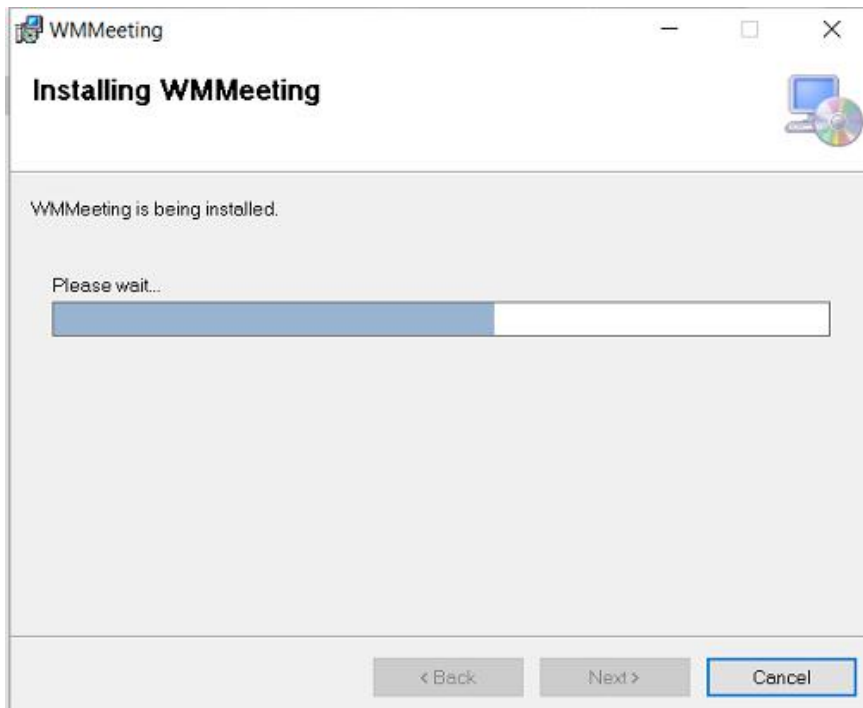 WMMeeting
Installing WMMeeting
WMMeeting is being installed.
Please wait...
< Back
Next >
Cancel